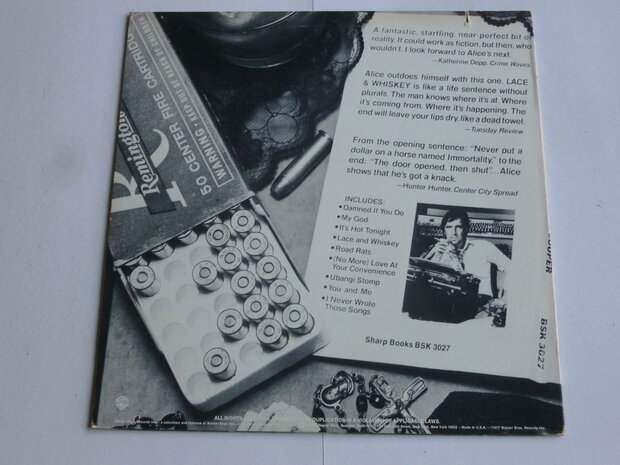 A fantastic, startling, near-perfect bit of
reality. It could work as fiction, but then, who
wouldn't. I look forward to Alice's next.
—Katherine Depp, Crime Waves
Alice outdoes himself with this one. LACE
& WHISKEY is like a life sentence without
plurals. The man knows where it's at. Where
it's coming from. Where it's happening. The
end will leave your lips dry, like a dead towel.
—Tuesday Review
From the opening sentence: "Never put a
dollar on a horse named Immortality," to the
end: "The door opened, then shut"...Alice
shows that he's got a knack.
—Hunter Hunter, Center City Spread
INCLUDES:
•Damned If You Do
•My God
•It's Hot Tonight
•Lace and Whiskey
•Road Rats
•(No More) Love At
Your Convenience
•Ubangi Stomp
•You and Me
•I Never Wrote
Those Songs
Sharp Books BSK 3027
BSK 3027
Remington
50 CENTER FIRE CARTRIDG
WARNING: KEEP OUT OF REACH OF CHILDREN
ALL RIGHTS
DUPLICATION IS A VIOLATION OF APPLICABLE LAWS.
Made in U.S.A.